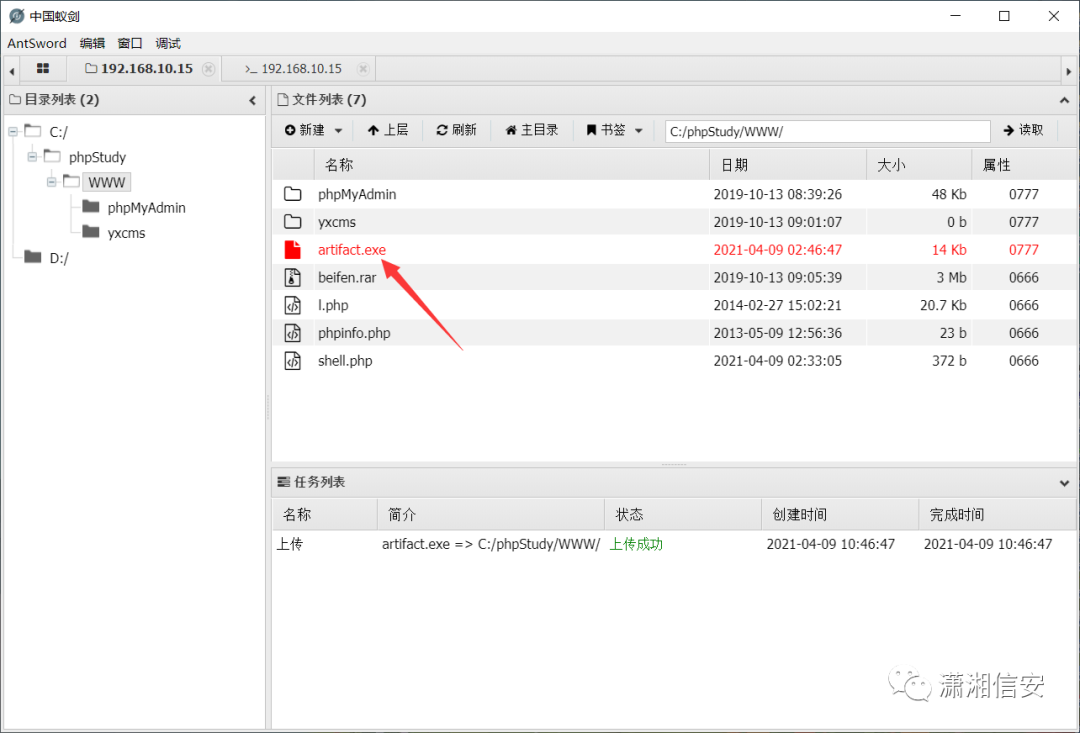 中国蚁剑
AntSword 编辑 窗口 调试
192.168.10.15 >_ 192.168.10.15
目录列表 (2)
C:/
phpStudy
WWW
phpMyAdmin
yxcms
D:/
文件列表 (7)
新建 上层 刷新 主目录 书签 C:/phpStudy/WWW/ 读取
名称 日期 大小 属性
phpMyAdmin 2019-10-13 08:39:26 48 Kb 0777
yxcms 2019-10-13 09:01:07 0 b 0777
artifact.exe 2021-04-09 02:46:47 14 Kb 0777
beifen.rar 2019-10-13 09:05:39 3 Mb 0666
l.php 2014-02-27 15:02:21 20.7 Kb 0666
phpinfo.php 2013-05-09 12:56:36 23 b 0666
shell.php 2021-04-09 02:33:05 372 b 0666
任务列表
名称 简介 状态 创建时间 完成时间
上传 artifact.exe => C:/phpStudy/WWW/ 上传成功 2021-04-09 10:46:47 2021-04-09 10:46:47
潇湘信安